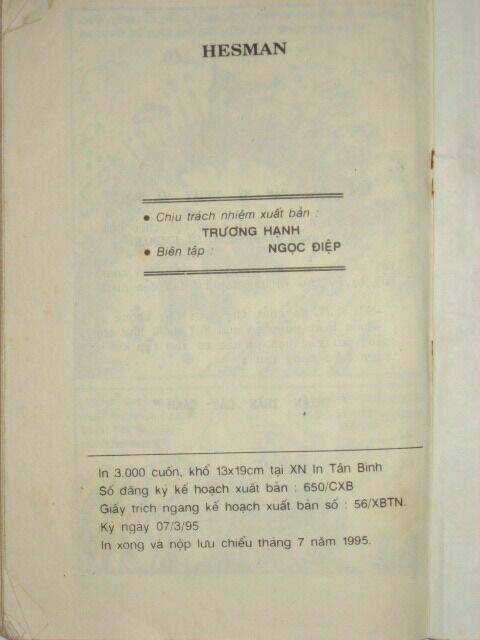 HESMAN
• Chịu trách nhiệm xuất bản :
TRƯƠNG HẠNH
• Biên tập : NGỌC ĐIỆP
In 3.000 cuốn, khổ 13x19cm tại XN In Tân Bình
Số đăng ký kế hoạch xuất bản : 650/CXB
Giấy trích ngang kế hoạch xuất bản số : 56/XBTN.
Ký ngày 07/3/95
In xong và nộp lưu chiểu tháng 7 năm 1995.